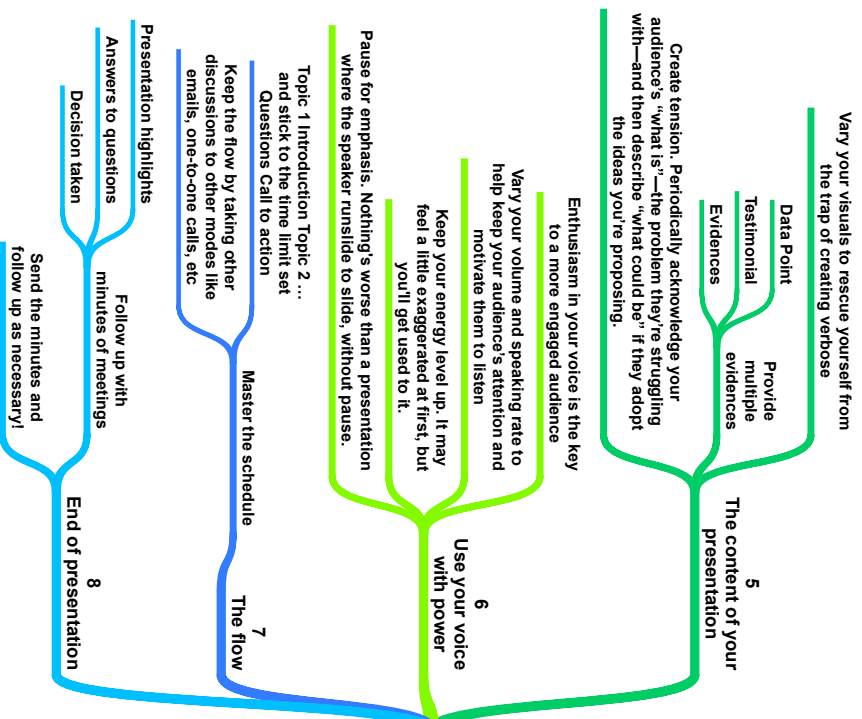 Vary your visuals to rescue yourself from
the trap of creating verbose
Data Point
Testimonial
Evidences
Provide
multiple
evidences
Create tension. Periodically acknowledge your
audience's “what is”—the problem they're struggling
with—and then describe “what could be” if they adopt
the ideas you're proposing.
5
The content of your
presentation
Enthusiasm in your voice is the key
to a more engaged audience
Vary your volume and speaking rate to
help keep your audience's attention and
motivate them to listen
Keep your energy level up. It may
feel a little exaggerated at first, but
you'll get used to it.
Pause for emphasis. Nothing's worse than a presentation
where the speaker runslide to slide, without pause.
6
Use your voice
with power
Topic 1 Introduction Topic 2 ...
and stick to the time limit set
Questions Call to action
Keep the flow by taking other
discussions to other modes like
emails, one-to-one calls, etc
Master the schedule
7
The flow
Presentation highlights
Answers to questions
Decision taken
Follow up with
minutes of meetings
Send the minutes and
follow up as necessary!
8
End of presentation